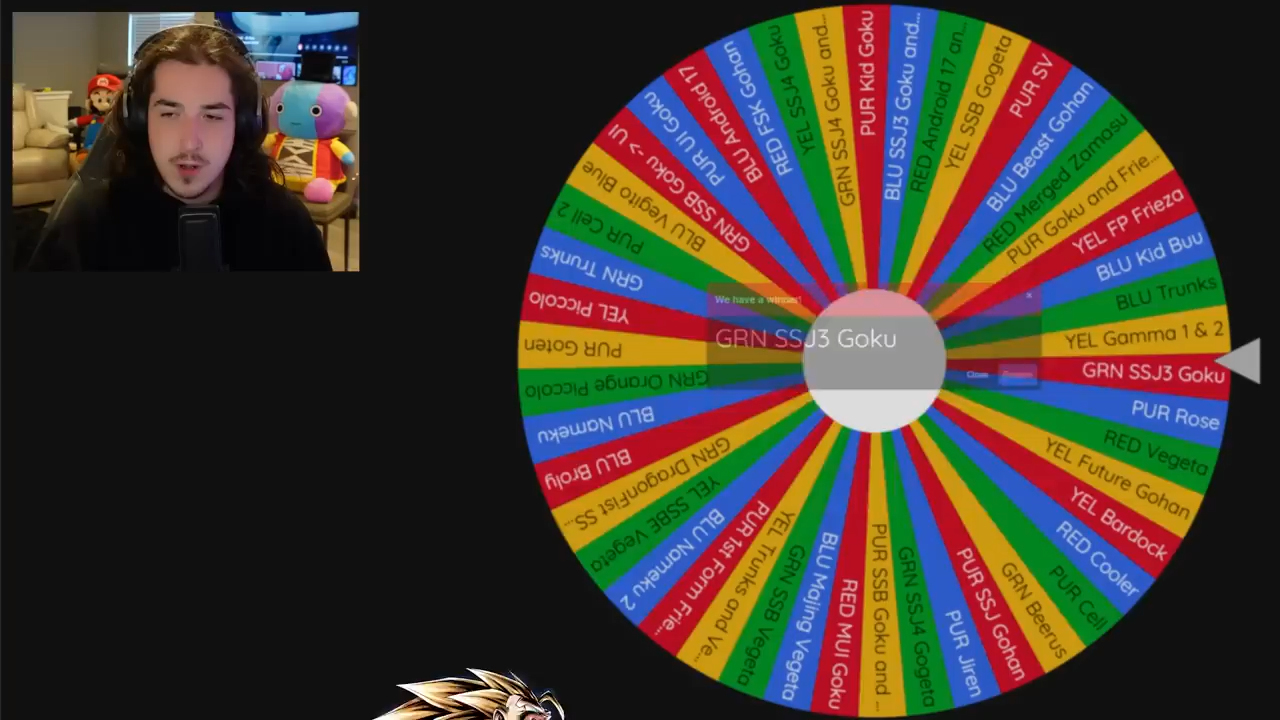 We have a winner!
×
GRN SSJ3 Goku
Close
PUR Kid Goku
BLU SSJ3 Goku and...
RED Android 17 an...
YEL SSB Gogeta
PUR SV
BLU Beast Gohan
RED Merged Zamasu
PUR Goku and Frie...
YEL FP Frieza
BLU Kid Buu
BLU Trunks
YEL Gamma 1 & 2
GRN SSJ3 Goku
PUR Rose
RED Vegeta
YEL Future Gohan
YEL Bardock
RED Cooler
PUR Cell
GRN Beerus
PUR SSJ Gohan
PUR Jiren
GRN SSJ4 Gogeta
PUR SSB Goku and ...
RED MUI Goku
BLU Majing Vegeta
GRN SSB Vegeta
YEL Trunks and Ve...
PUR 1st Form Frie...
BLU Nameku 2
YEL SSBE Vegeta
GRN DragonFist SS...
BLU Broly
BLU Nameku
GRN Orange Piccolo
PUR Goten
YEL Piccolo
GRN Trunks
PUR Cell 2
BLU Vegito Blue
GRN SSB Goku -> UI
PUR UI Goku
BLU Android 17
RED FSK Gohan
YEL SSJ4 Goku
GRN SSJ4 Goku and...